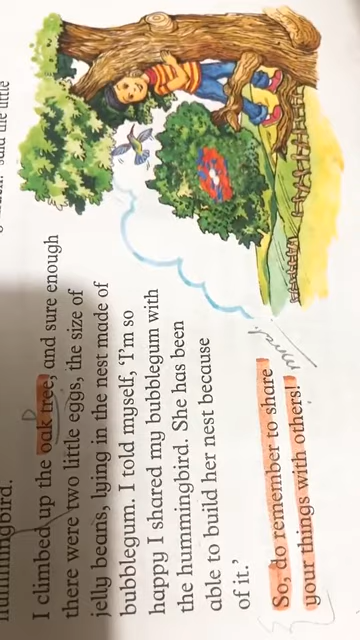 hummingbird.
I climbed up the oak tree, and sure enough
there were two little eggs, the size of
jelly beans, lying in the nest made of
bubblegum. I told myself, 'I'm so
happy I shared my bubblegum with
the hummingbird. She has been
able to build her nest because
of it.'
So, do remember to share
your things with others!